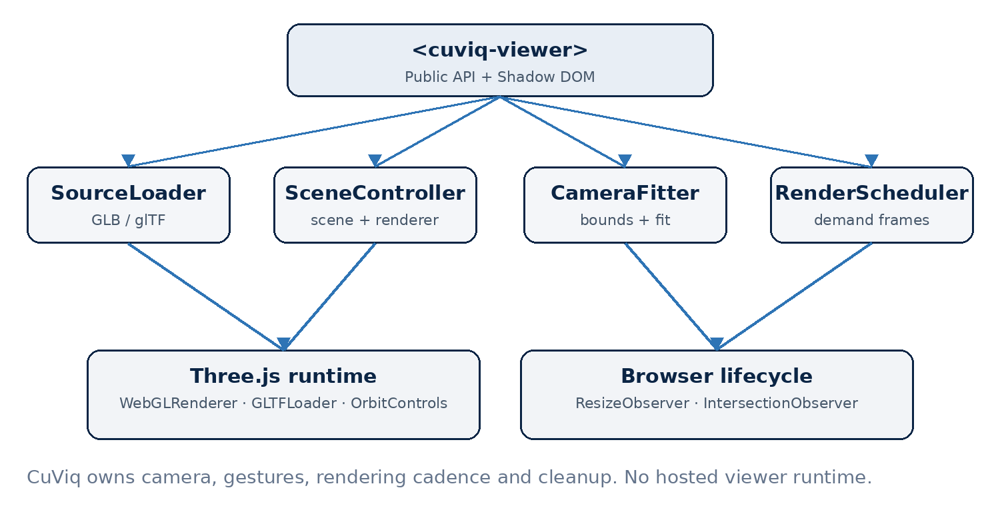 <cuviq-viewer>
Public API + Shadow DOM
SourceLoader
GLB / glTF
SceneController
scene + renderer
CameraFitter
bounds + fit
RenderScheduler
demand frames
Three.js runtime
WebGLRenderer · GLTFLoader · OrbitControls
Browser lifecycle
ResizeObserver · IntersectionObserver
CuViq owns camera, gestures, rendering cadence and cleanup. No hosted viewer runtime.